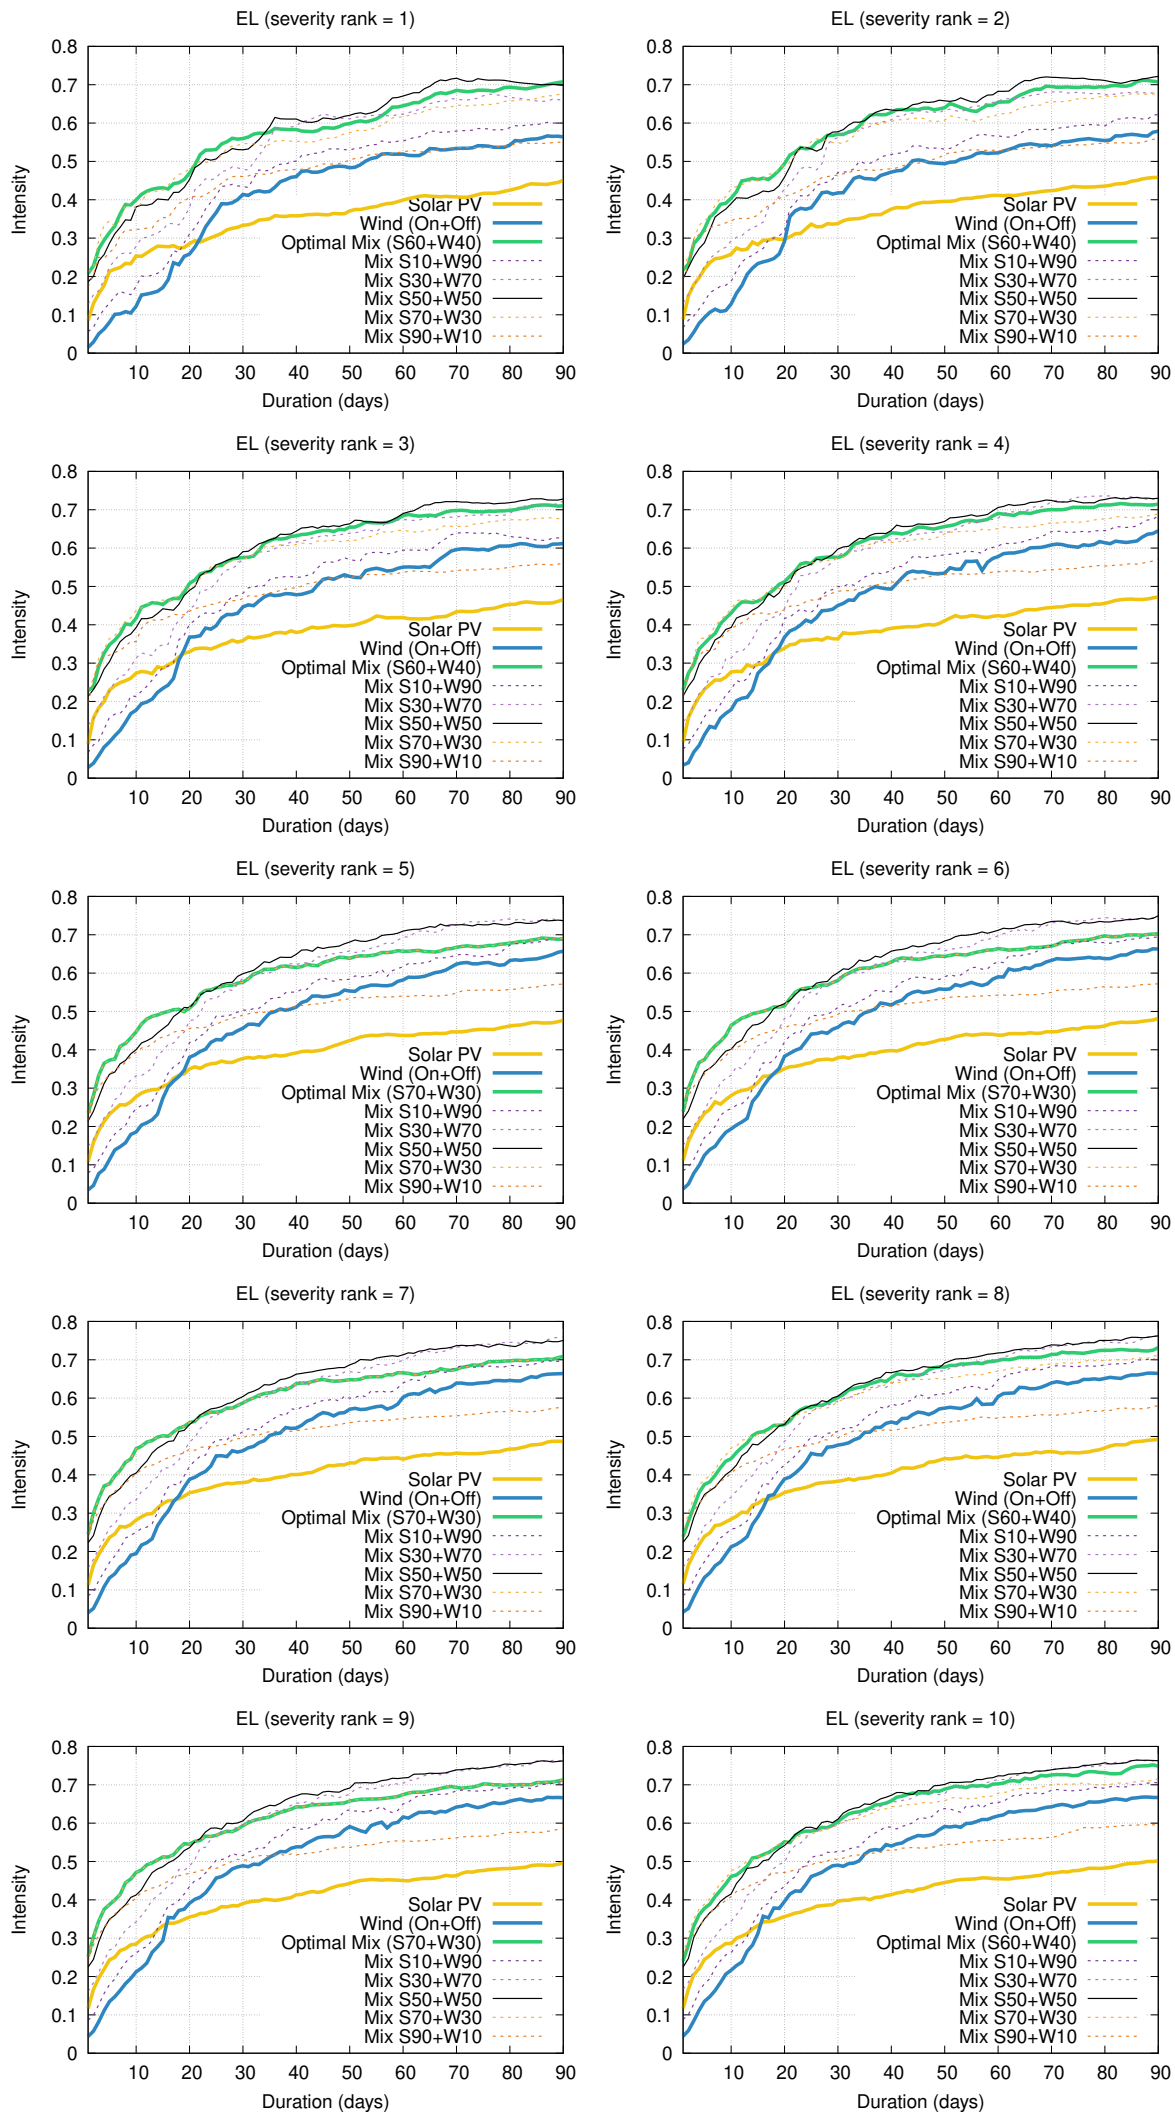 EL (severity rank = 1)
0.8
0.7
0.6
0.5
0.4
0.3
0.2
0.1
0
Intensity
Solar PV
Wind (On+Off)
Optimal Mix (S60+W40)
Mix S10+W90
Mix S30+W70
Mix S50+W50
Mix S70+W30
Mix S90+W10
10 20 30 40 50 60 70 80 90
Duration (days)
EL (severity rank = 2)
0.8
0.7
0.6
0.5
0.4
0.3
0.2
0.1
0
Intensity
Solar PV
Wind (On+Off)
Optimal Mix (S60+W40)
Mix S10+W90
Mix S30+W70
Mix S50+W50
Mix S70+W30
Mix S90+W10
10 20 30 40 50 60 70 80 90
Duration (days)
EL (severity rank = 3)
0.8
0.7
0.6
0.5
0.4
0.3
0.2
0.1
0
Intensity
Solar PV
Wind (On+Off)
Optimal Mix (S60+W40)
Mix S10+W90
Mix S30+W70
Mix S50+W50
Mix S70+W30
Mix S90+W10
10 20 30 40 50 60 70 80 90
Duration (days)
EL (severity rank = 4)
0.8
0.7
0.6
0.5
0.4
0.3
0.2
0.1
0
Intensity
Solar PV
Wind (On+Off)
Optimal Mix (S60+W40)
Mix S10+W90
Mix S30+W70
Mix S50+W50
Mix S70+W30
Mix S90+W10
10 20 30 40 50 60 70 80 90
Duration (days)
EL (severity rank = 5)
0.8
0.7
0.6
0.5
0.4
0.3
0.2
0.1
0
Intensity
Solar PV
Wind (On+Off)
Optimal Mix (S70+W30)
Mix S10+W90
Mix S30+W70
Mix S50+W50
Mix S70+W30
Mix S90+W10
10 20 30 40 50 60 70 80 90
Duration (days)
EL (severity rank = 6)
0.8
0.7
0.6
0.5
0.4
0.3
0.2
0.1
0
Intensity
Solar PV
Wind (On+Off)
Optimal Mix (S70+W30)
Mix S10+W90
Mix S30+W70
Mix S50+W50
Mix S70+W30
Mix S90+W10
10 20 30 40 50 60 70 80 90
Duration (days)
EL (severity rank = 7)
0.8
0.7
0.6
0.5
0.4
0.3
0.2
0.1
0
Intensity
Solar PV
Wind (On+Off)
Optimal Mix (S70+W30)
Mix S10+W90
Mix S30+W70
Mix S50+W50
Mix S70+W30
Mix S90+W10
10 20 30 40 50 60 70 80 90
Duration (days)
EL (severity rank = 8)
0.8
0.7
0.6
0.5
0.4
0.3
0.2
0.1
0
Intensity
Solar PV
Wind (On+Off)
Optimal Mix (S60+W40)
Mix S10+W90
Mix S30+W70
Mix S50+W50
Mix S70+W30
Mix S90+W10
10 20 30 40 50 60 70 80 90
Duration (days)
EL (severity rank = 9)
0.8
0.7
0.6
0.5
0.4
0.3
0.2
0.1
0
Intensity
Solar PV
Wind (On+Off)
Optimal Mix (S70+W30)
Mix S10+W90
Mix S30+W70
Mix S50+W50
Mix S70+W30
Mix S90+W10
10 20 30 40 50 60 70 80 90
Duration (days)
EL (severity rank = 10)
0.8
0.7
0.6
0.5
0.4
0.3
0.2
0.1
0
Intensity
Solar PV
Wind (On+Off)
Optimal Mix (S60+W40)
Mix S10+W90
Mix S30+W70
Mix S50+W50
Mix S70+W30
Mix S90+W10
10 20 30 40 50 60 70 80 90
Duration (days)